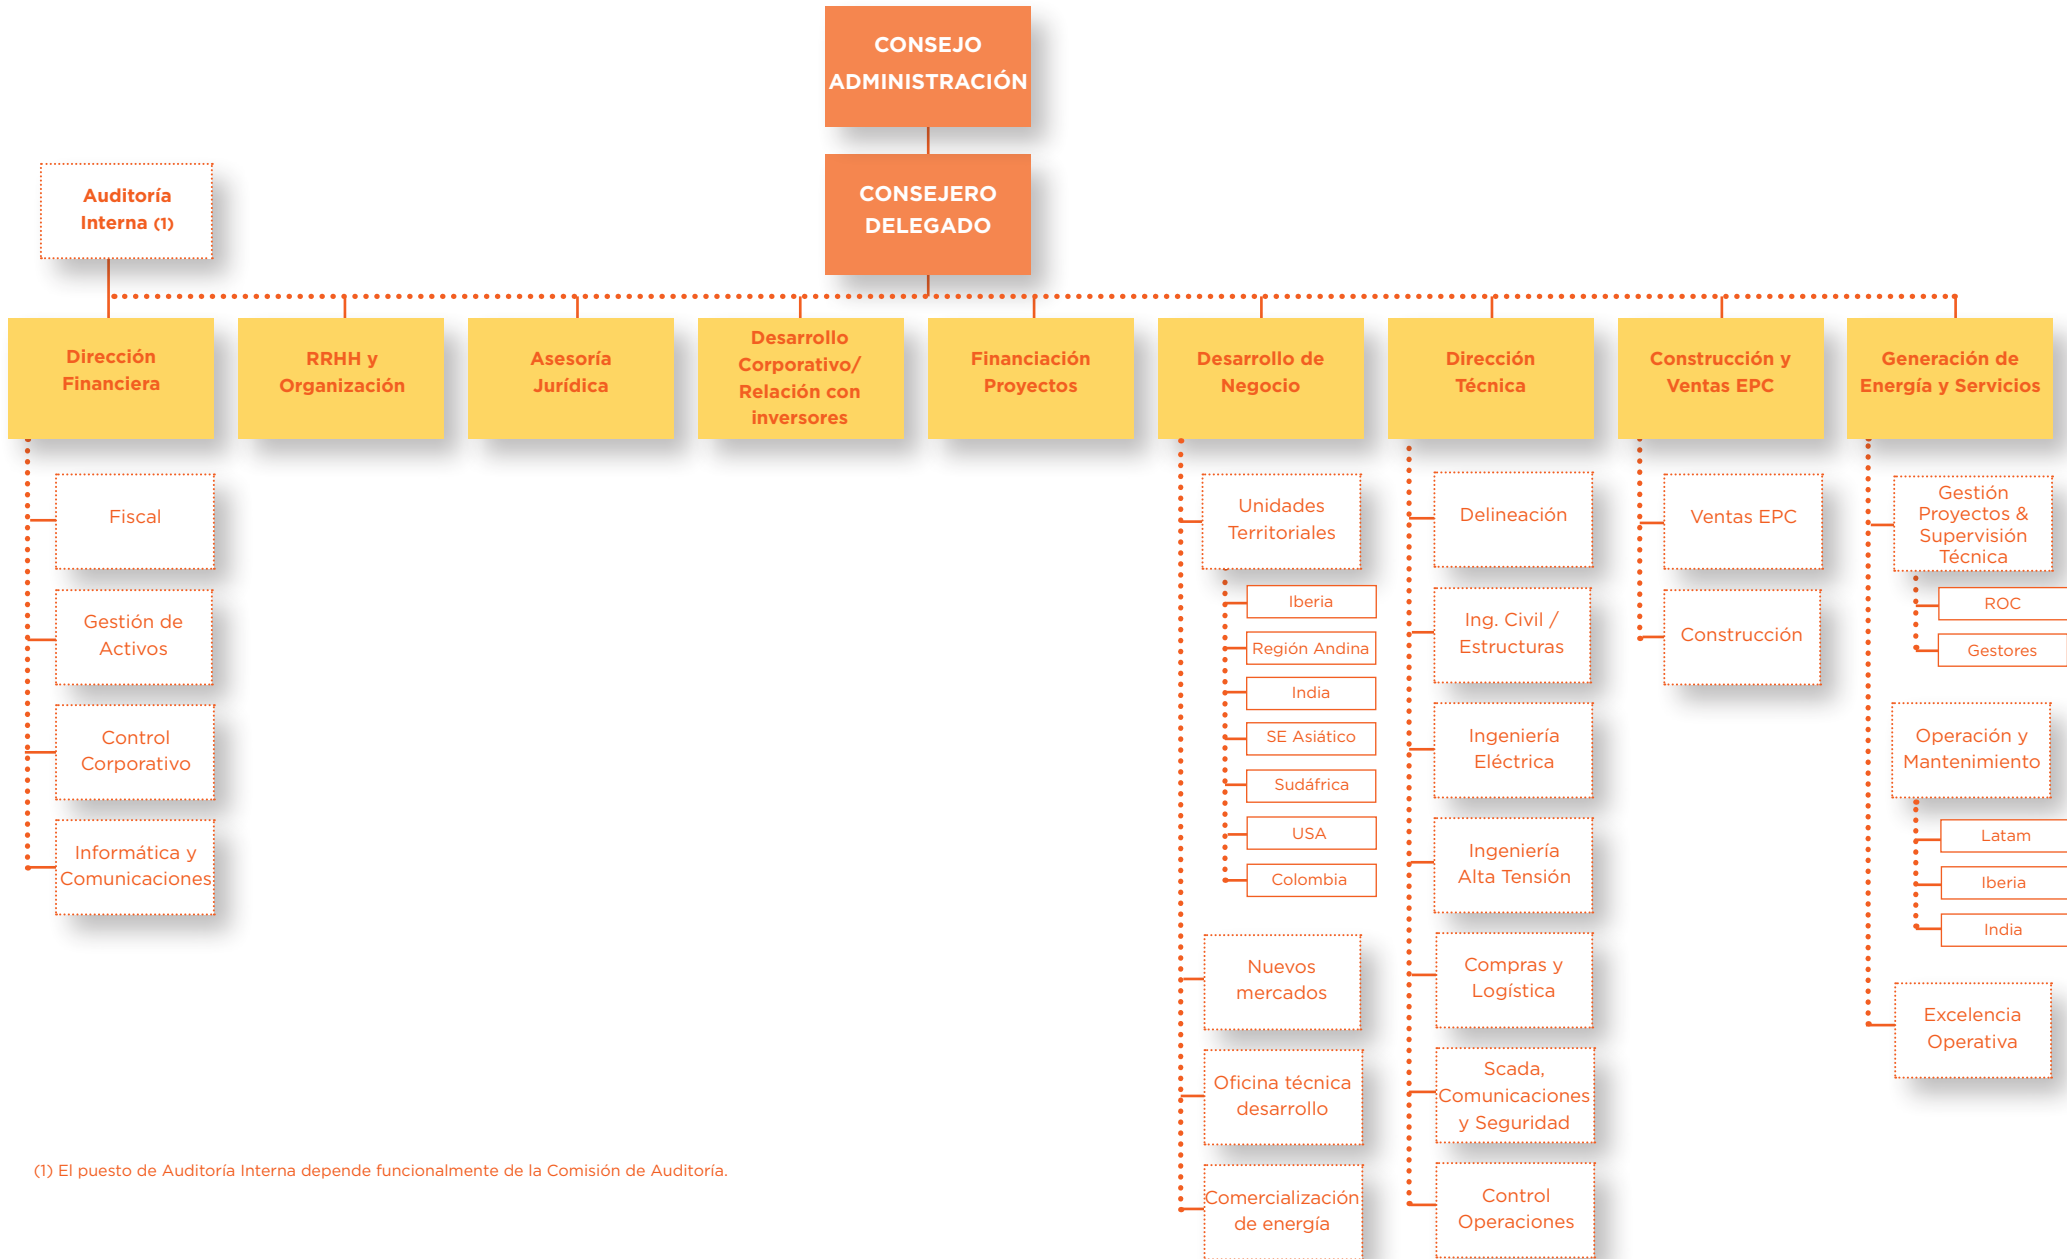 CONSEJO
ADMINISTRACIÓN
CONSEJERO
DELEGADO
Auditoría
Interna (1)
Dirección
Financiera
RRHH y
Organización
Asesoría
Jurídica
Desarrollo
Corporativo/
Relación con
inversores
Financiación
Proyectos
Desarrollo de
Negocio
Dirección
Técnica
Construcción y
Ventas EPC
Generación de
Energía y Servicios
Fiscal
Gestión de
Activos
Control
Corporativo
Informática y
Comunicaciones
Unidades
Territoriales
Iberia
Región Andina
India
SE Asiático
Sudáfrica
USA
Colombia
Nuevos
mercados
Oficina técnica
desarrollo
Comercialización
de energía
Delineación
Ing. Civil /
Estructuras
Ingeniería
Eléctrica
Ingeniería
Alta Tensión
Compras y
Logística
Scada,
Comunicaciones
y Seguridad
Control
Operaciones
Ventas EPC
Construcción
Gestión
Proyectos &
Supervisión
Técnica
ROC
Gestores
Operación y
Mantenimiento
Latam
Iberia
India
Excelencia
Operativa
(1) El puesto de Auditoría Interna depende funcionalmente de la Comisión de Auditoría.